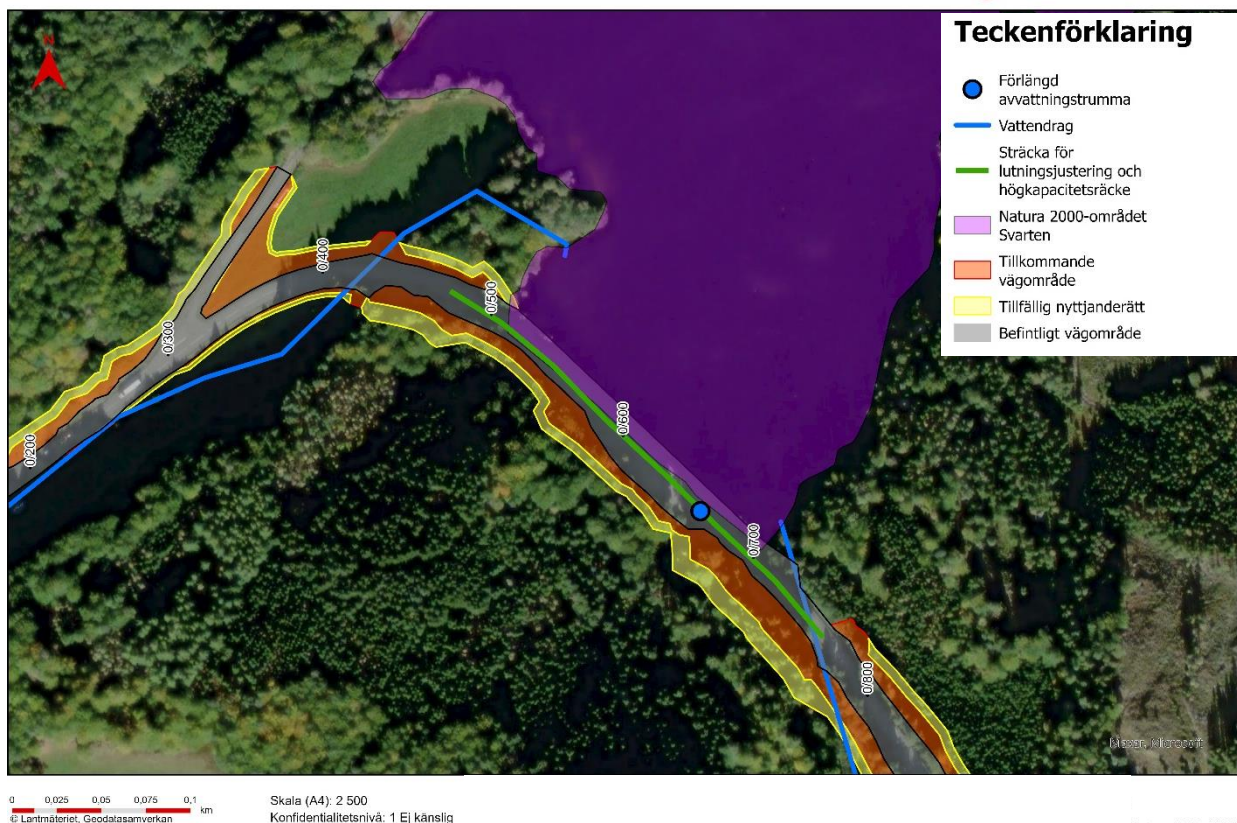 N
Teckenförklaring
Förlängd
avvattningstrumma
Vattendrag
Sträcka för
lutningsjustering och
högkapacitetsräcke
Natura 2000-området
Svarten
Tillkommande
vägområde
Tillfällig nyttjanderätt
Befintligt vägområde
0/200
0/300
0/400
0/500
0/600
0/700
0/800
Maxar, Microsoft
0 0,025 0,05 0,075 0,1
km
© Lantmäteriet, Geodatasamverkan
Skala (A4): 2 500
Konfidentialitetsnivå: 1 Ej känslig